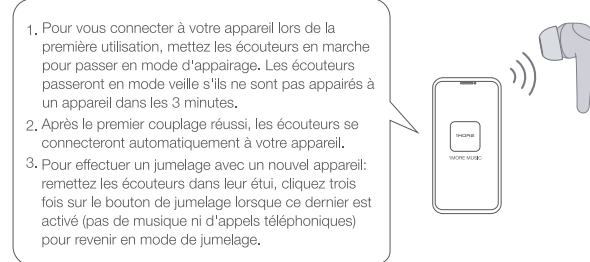 1. Pour vous connecter à votre appareil lors de la
première utilisation, mettez les écouteurs en marche
pour passer en mode d'appairage. Les écouteurs
passeront en mode veille s'ils ne sont pas appairés à
un appareil dans les 3 minutes.
2. Après le premier couplage réussi, les écouteurs se
connecteront automatiquement à votre appareil.
3. Pour effectuer un jumelage avec un nouvel appareil:
remettez les écouteurs dans leur étui, cliquez trois
fois sur le bouton de jumelage lorsque ce dernier est
activé (pas de musique ni d'appels téléphoniques)
pour revenir en mode de jumelage.
1MORE
1MORE MUSIC